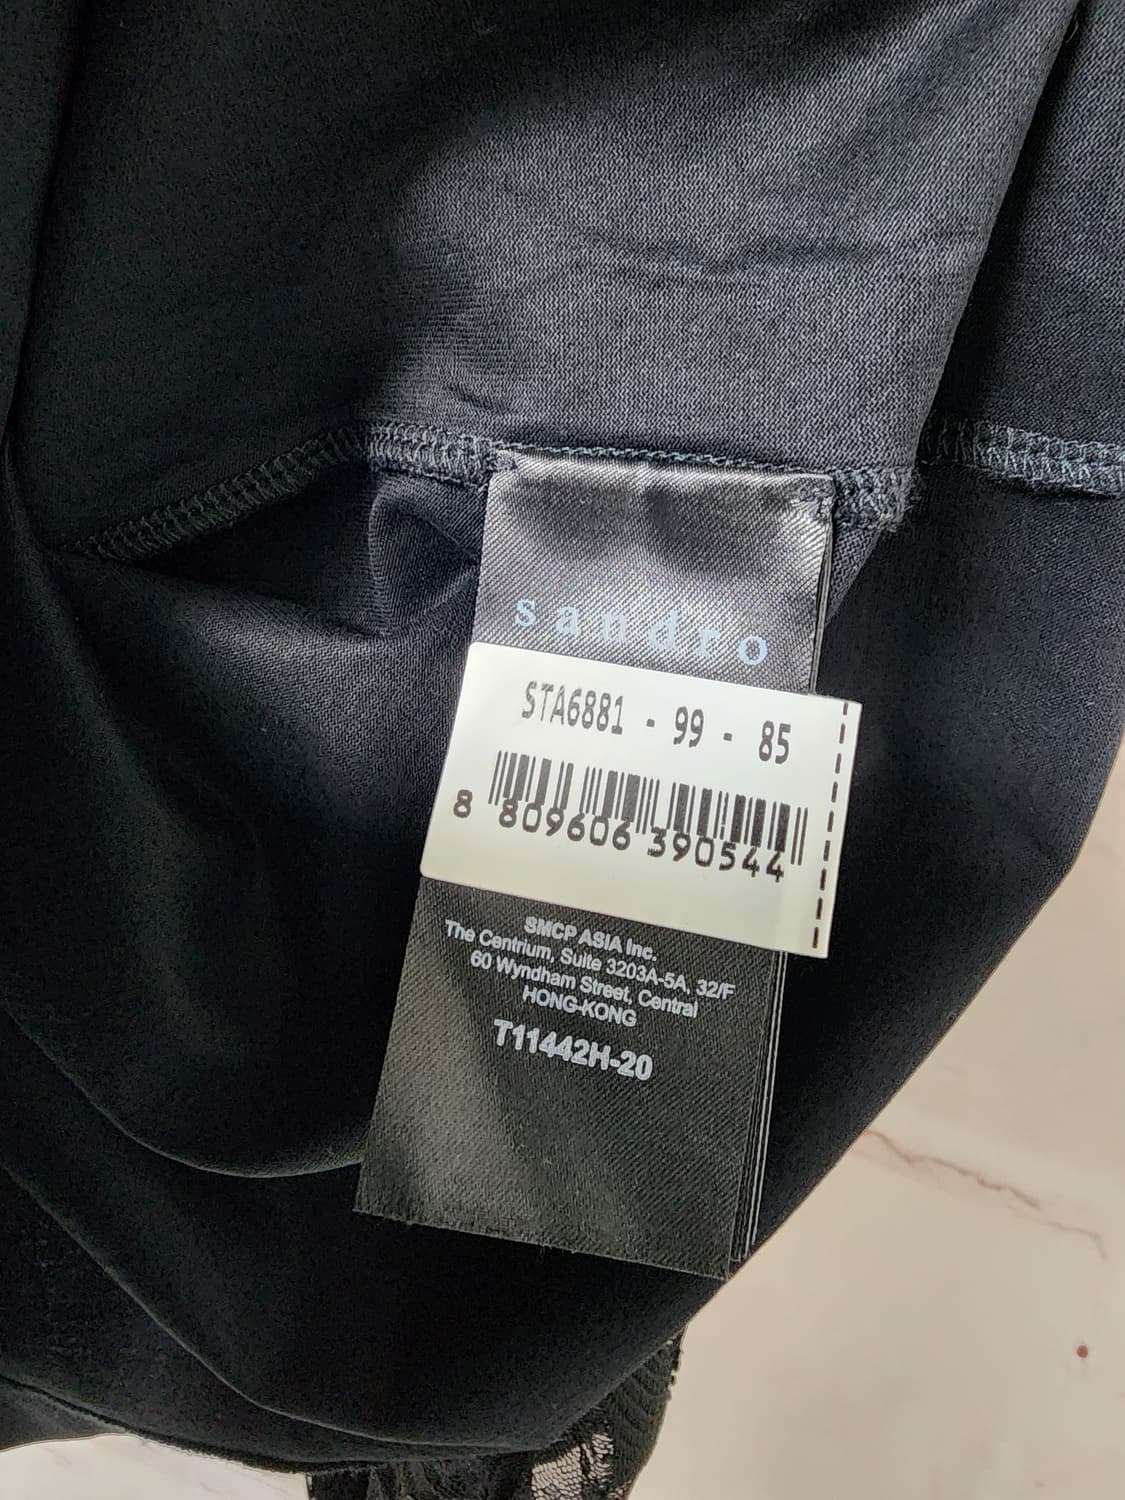 sandro
STA6881 - 99 - 85
8 809606 390544
SMCP ASIA Inc.
The Centrium, Suite 3203A-5A, 32/F
60 Wyndham Street, Central
HONG-KONG
T11442H-20